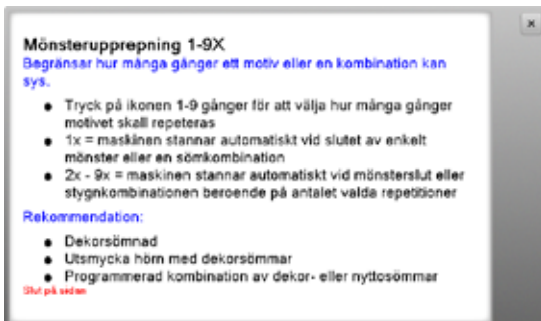 Mönsterupprepning 1-9X
Begränsar hur många gånger ett motiv eller en kombination kan
sys.
● Tryck på ikonen 1-9 gånger för att välja hur många gånger
motivet skall repeteras
● 1x = maskinen stannar automatiskt vid slutet av enkelt
mönster eller en sömkombination
● 2x - 9x = maskinen stannar automatiskt vid mönsterslut eller
stygnkombinationen beroende på antalet valda repetitioner
Rekommendation:
● Dekorsömnad
● Utsmycka hörn med dekorsömmar
● Programmerad kombination av dekor- eller nyttosömmar
Slut på sidan